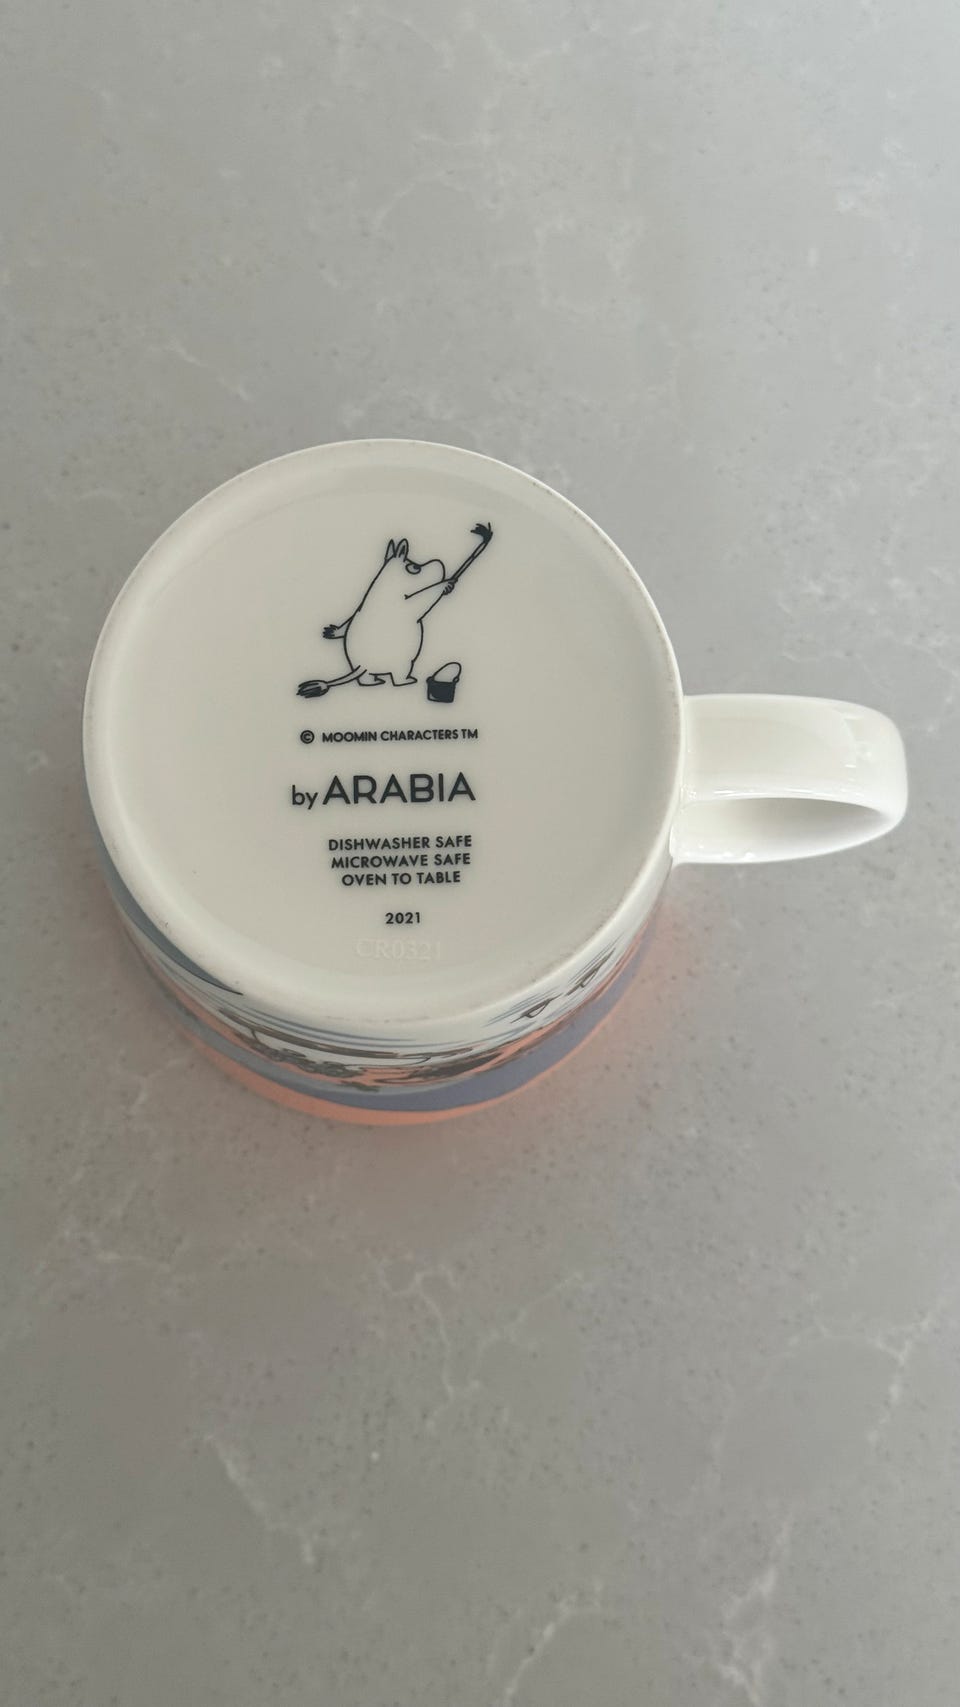 © MOOMIN CHARACTERS TM
by ARABIA
DISHWASHER SAFE
MICROWAVE SAFE
OVEN TO TABLE
2021
CR0321